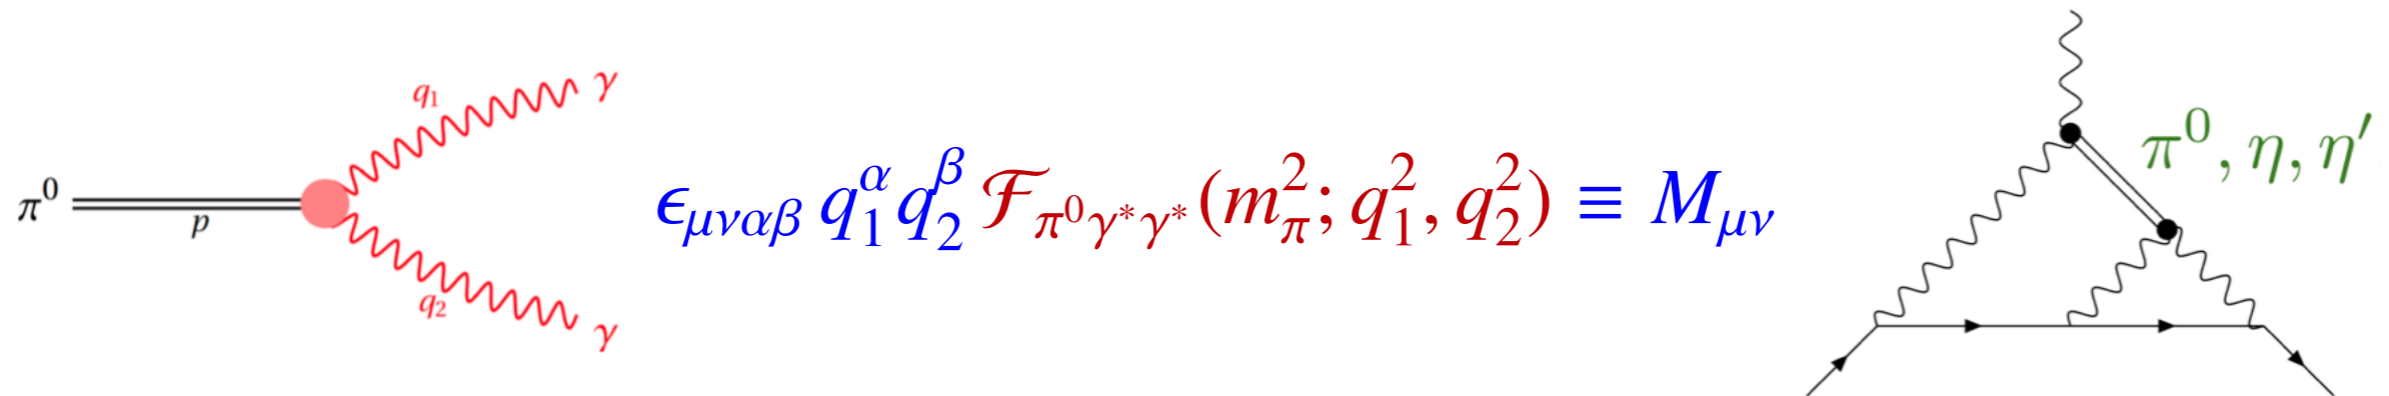 π⁰
p
q₁
γ
q₂
γ
ϵ_{μναβ} q₁^α q₂^β ℱ_{π⁰γ*γ*}(m_π²; q₁², q₂²) ≡ M_{μν}
π⁰, η, η′